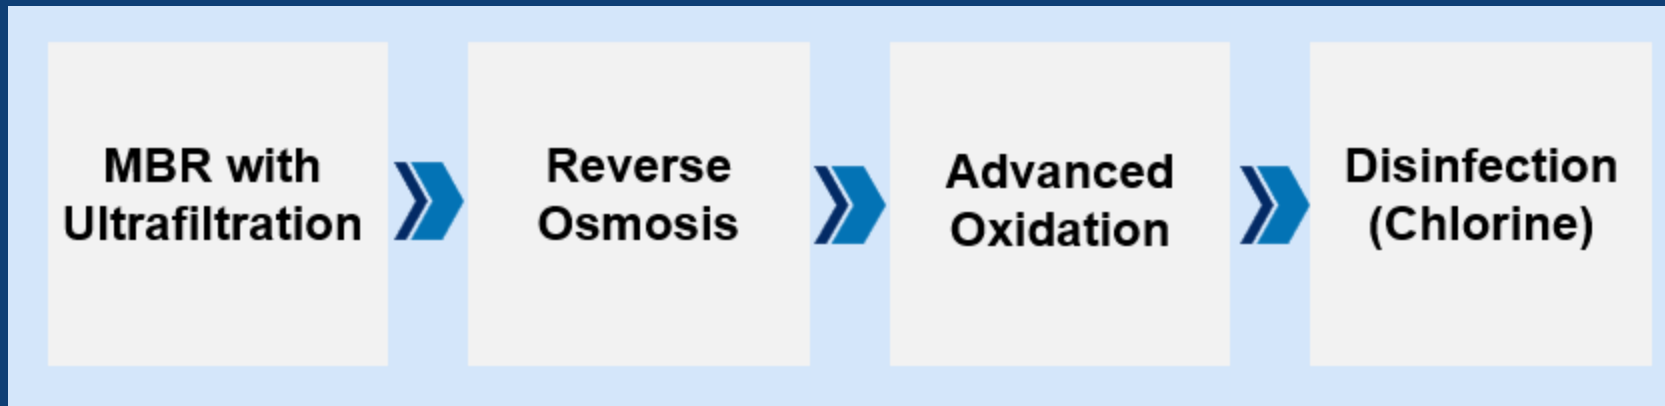 MBR with
Ultrafiltration
Reverse
Osmosis
Advanced
Oxidation
Disinfection
(Chlorine)